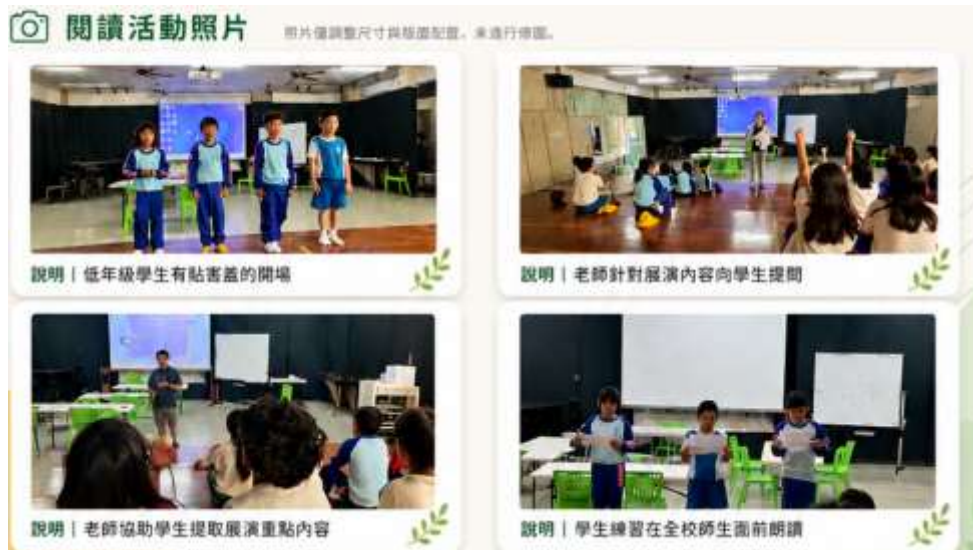 閱讀活動照片
照片僅調整尺寸與版面配置，未進行修圖。
說明｜低年級學生有貼害蓋的開場
說明｜老師針對展演內容向學生提問
說明｜老師協助學生提取展演重點內容
說明｜學生練習在全校師生面前朗讀